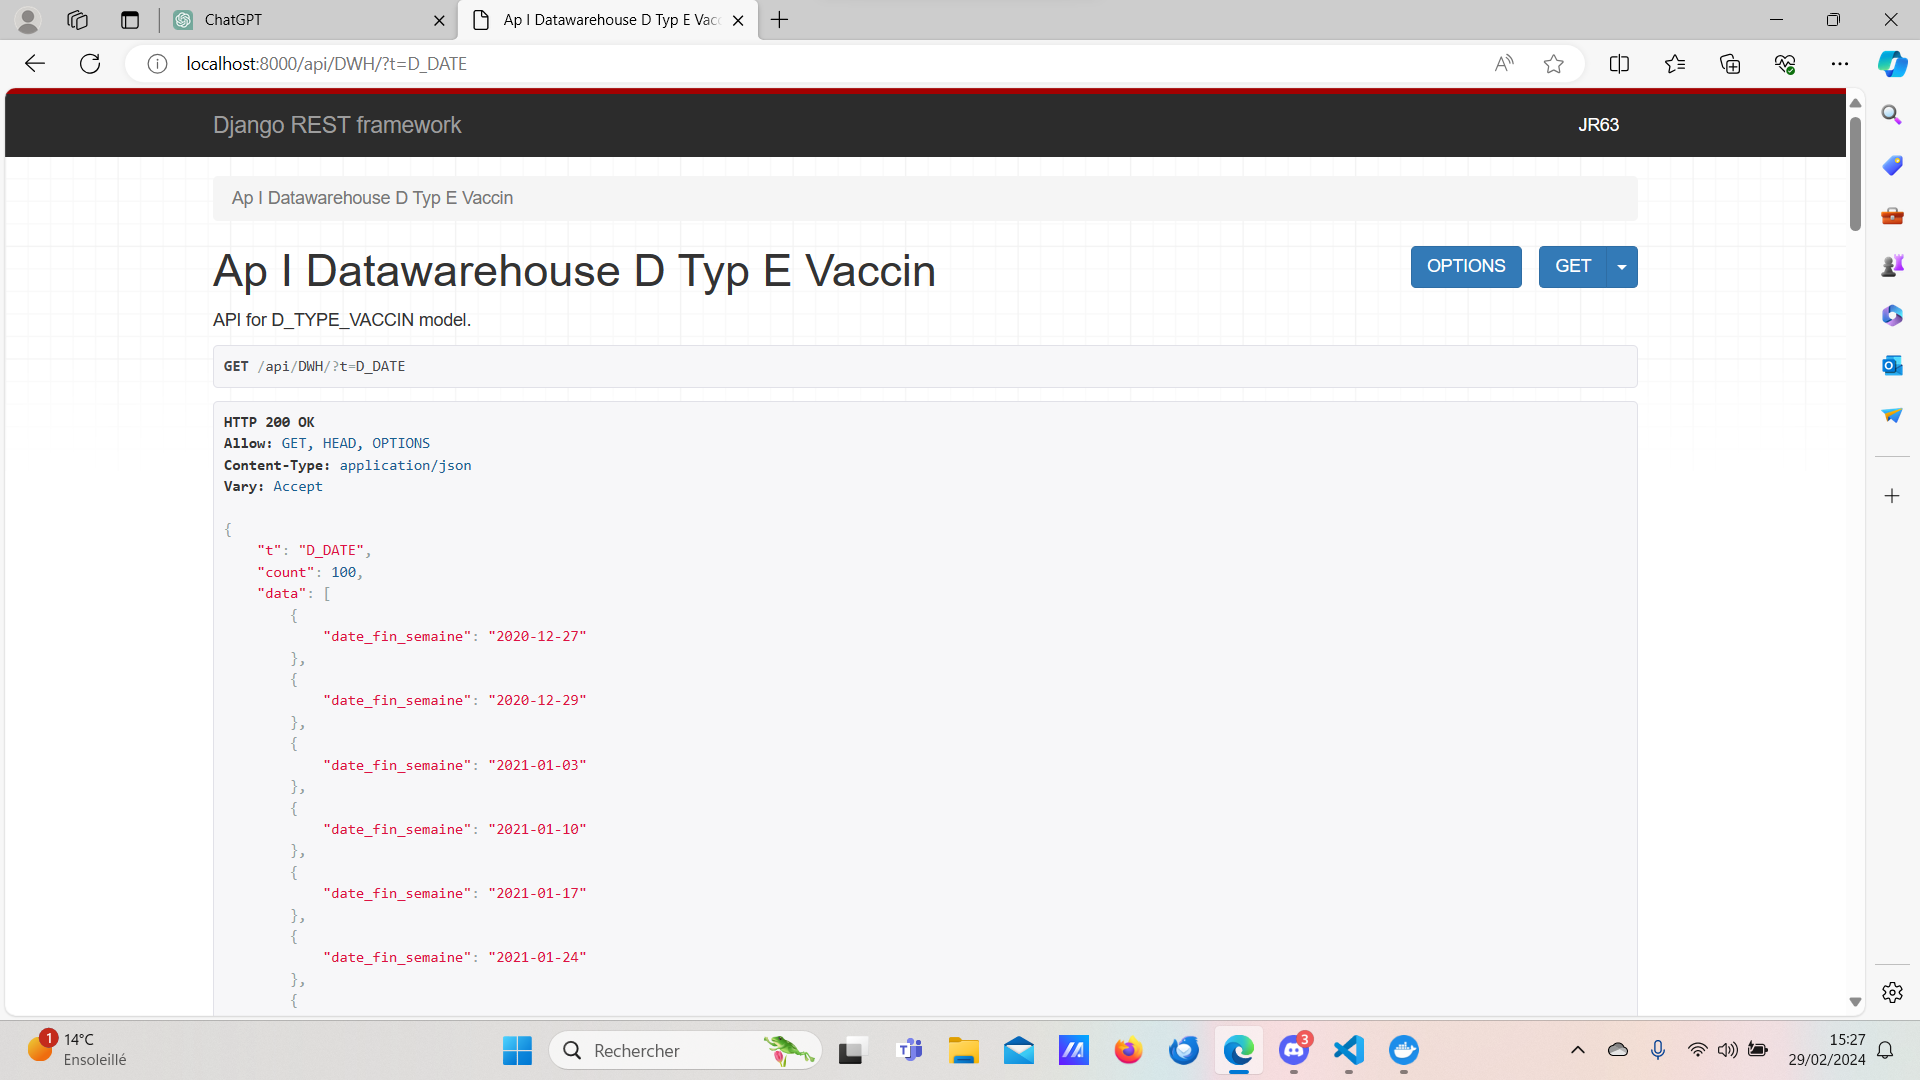 ChatGPT
Ap I Datawarehouse D Typ E Vacc
localhost:8000/api/DWH/?t=D_DATE
Django REST framework
JR63
Ap I Datawarehouse D Typ E Vaccin
Ap I Datawarehouse D Typ E Vaccin
OPTIONS
GET
API for D_TYPE_VACCIN model.
GET /api/DWH/?t=D_DATE
HTTP 200 OK
Allow: GET, HEAD, OPTIONS
Content-Type: application/json
Vary: Accept
{
"t": "D_DATE",
"count": 100,
"data": [
{
"date_fin_semaine": "2020-12-27"
},
{
"date_fin_semaine": "2020-12-29"
},
{
"date_fin_semaine": "2021-01-03"
},
{
"date_fin_semaine": "2021-01-10"
},
{
"date_fin_semaine": "2021-01-17"
},
{
"date_fin_semaine": "2021-01-24"
},
{
1
14°C
Ensoleillé
Rechercher
3
15:27
29/02/2024